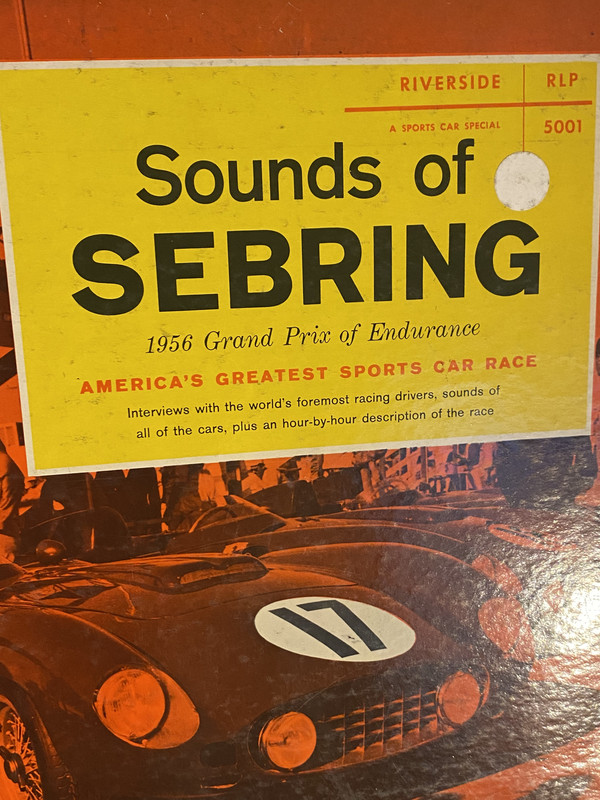 RIVERSIDE RLP
A SPORTS CAR SPECIAL 5001
Sounds of
SEBRING
1956 Grand Prix of Endurance
AMERICA'S GREATEST SPORTS CAR RACE
Interviews with the world's foremost racing drivers, sounds of
all of the cars, plus an hour-by-hour description of the race
17